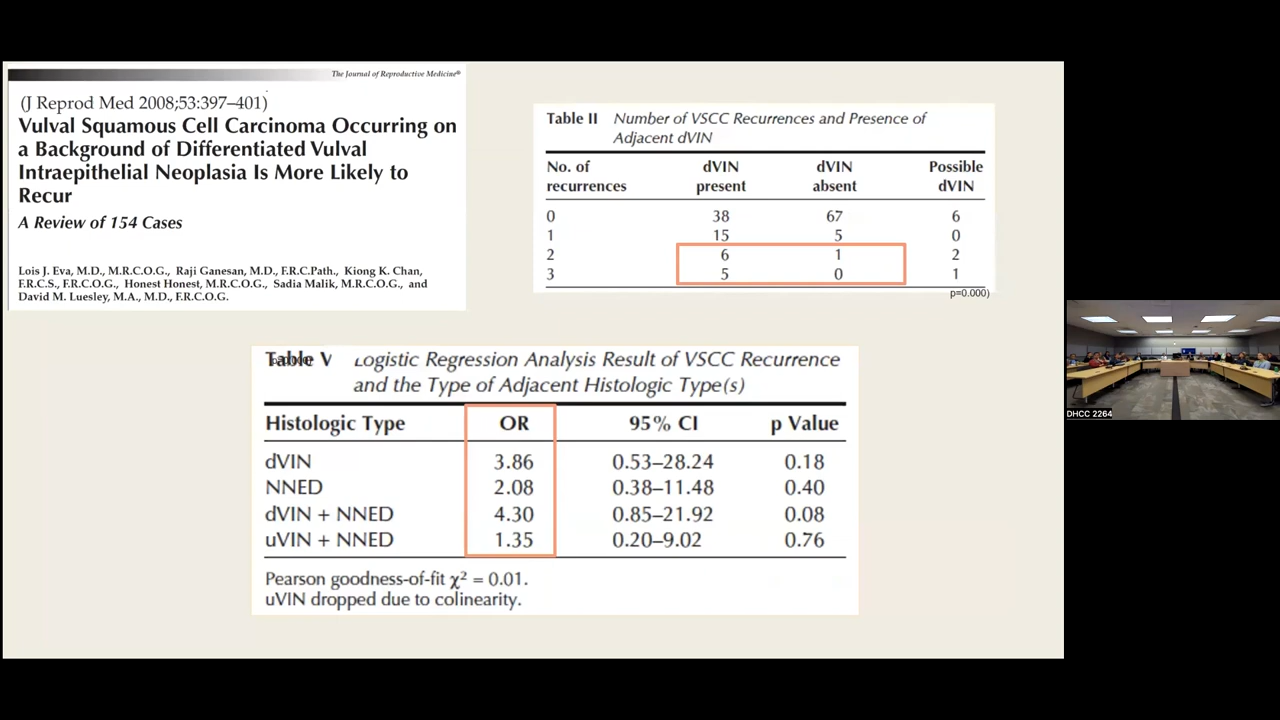 The Journal of Reproductive Medicine®
(J Reprod Med 2008;53:397–401)
Vulval Squamous Cell Carcinoma Occurring on
a Background of Differentiated Vulval
Intraepithelial Neoplasia Is More Likely to
Recur
A Review of 154 Cases
Lois J. Eva, M.D., M.R.C.O.G., Raji Ganesan, M.D., F.R.C.Path., Kiong K. Chan,
F.R.C.S., F.R.C.O.G., Honest Honest, M.R.C.O.G., Sadia Malik, M.R.C.O.G., and
David M. Luesley, M.A., M.D., F.R.C.O.G.
Table II Number of VSCC Recurrences and Presence of
Adjacent dVIN
No. of recurrences dVIN present dVIN absent Possible dVIN
0 38 67 6
1 15 5 0
2 6 1 2
3 5 0 1
p=0.000)
Table V Logistic Regression Analysis Result of VSCC Recurrence
and the Type of Adjacent Histologic Type(s)
Histologic Type OR 95% CI p Value
dVIN 3.86 0.53–28.24 0.18
NNED 2.08 0.38–11.48 0.40
dVIN + NNED 4.30 0.85–21.92 0.08
uVIN + NNED 1.35 0.20–9.02 0.76
Pearson goodness-of-fit χ² = 0.01.
uVIN dropped due to colinearity.
DHCC 2264